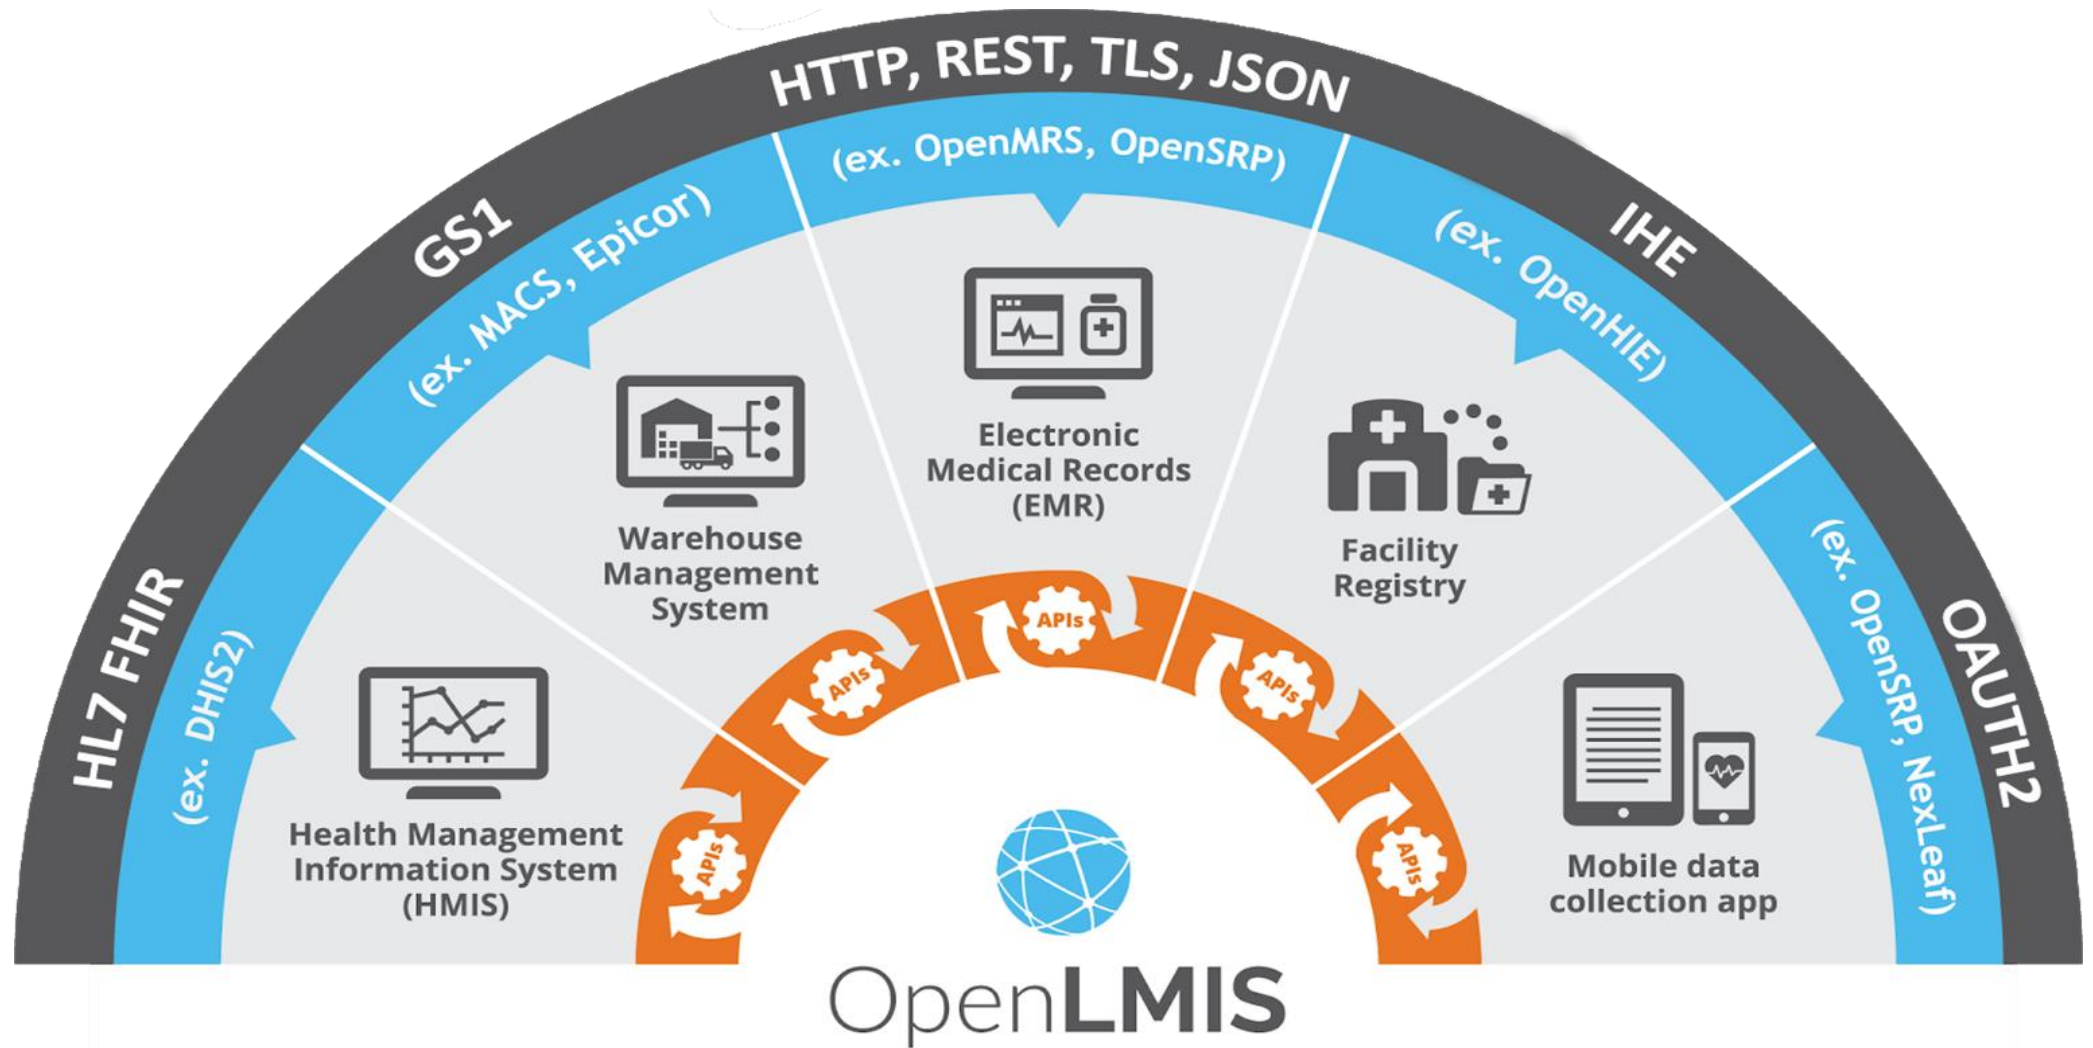 HTTP, REST, TLS, JSON
GS1
IHE
HL7 FHIR
OAUTH2
(ex. DHIS2)
(ex. MACS, Epicor)
(ex. OpenMRS, OpenSRP)
(ex. OpenHIE)
(ex. OpenSRP, NexLeaf)
Health Management
Information System
(HMIS)
Warehouse
Management
System
Electronic
Medical Records
(EMR)
Facility
Registry
Mobile data
collection app
APIs
APIs
APIs
APIs
APIs
OpenLMIS